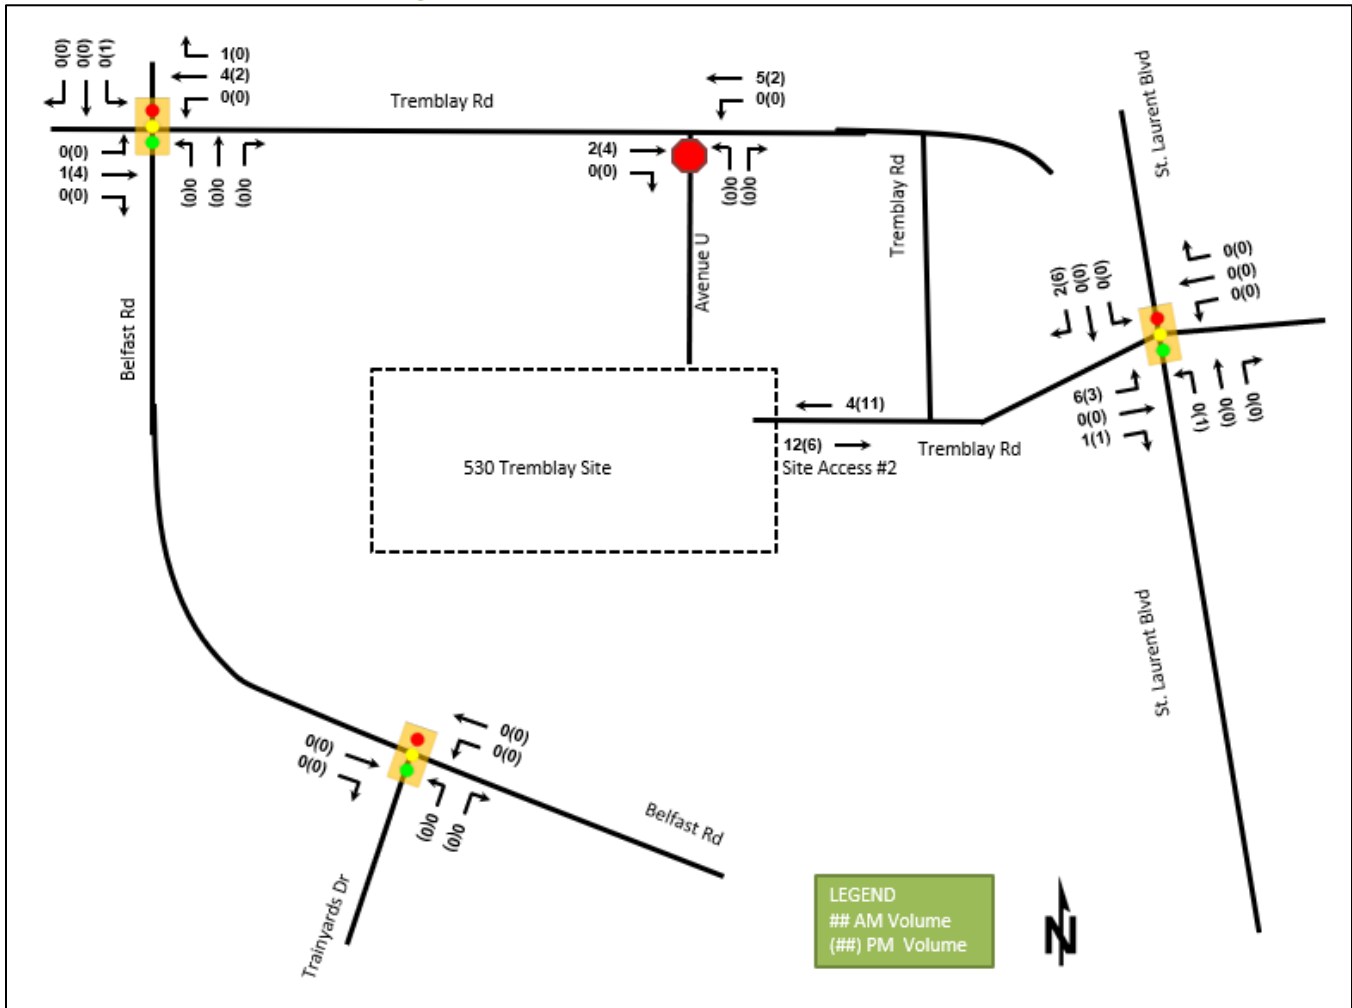 0(0)
0(0)
0(1)
1(0)
4(2)
0(0)
Tremblay Rd
5(2)
0(0)
St. Laurent Blvd
0(0)
1(4)
0(0)
0(0)
0(0)
0(0)
2(4)
0(0)
0(0)
0(0)
Tremblay Rd
Avenue U
Belfast Rd
2(6)
0(0)
0(0)
0(0)
0(0)
0(0)
6(3)
0(0)
1(1)
0(1)
0(0)
0(0)
4(11)
12(6)
Tremblay Rd
530 Tremblay Site
Site Access #2
St. Laurent Blvd
0(0)
0(0)
0(0)
0(0)
0(0)
0(0)
Belfast Rd
Trainyards Dr
LEGEND
## AM Volume
(##) PM Volume
N